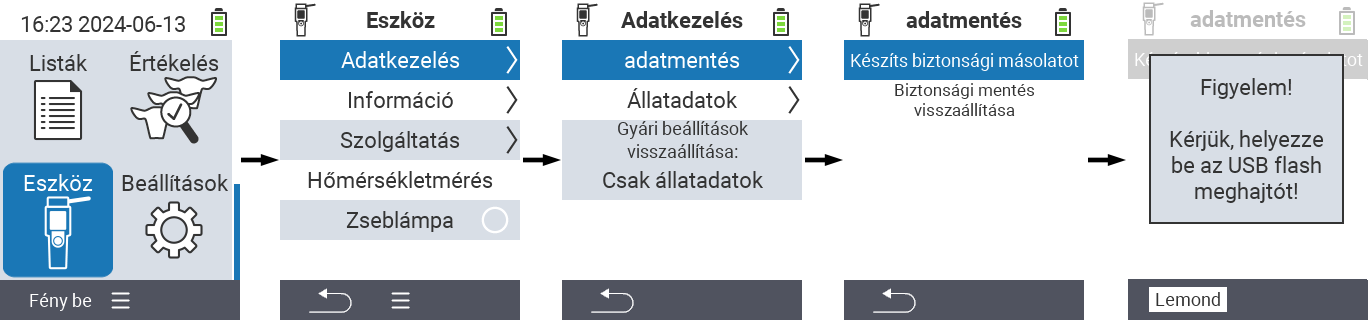 16:23 2024-06-13
Listák
Értékelés
Eszköz
Beállítások
Fény be
Eszköz
Adatkezelés
Információ
Szolgáltatás
Hőmérsékletmérés
Zseblámpa
Adatkezelés
adatmentés
Állatadatok
Gyári beállítások
visszaállítása:
Csak állatadatok
adatmentés
Készíts biztonsági másolatot
Biztonsági mentés
visszaállítása
adatmentés
Figyelem!
Kérjük, helyezze
be az USB flash
meghajtót!
Lemond